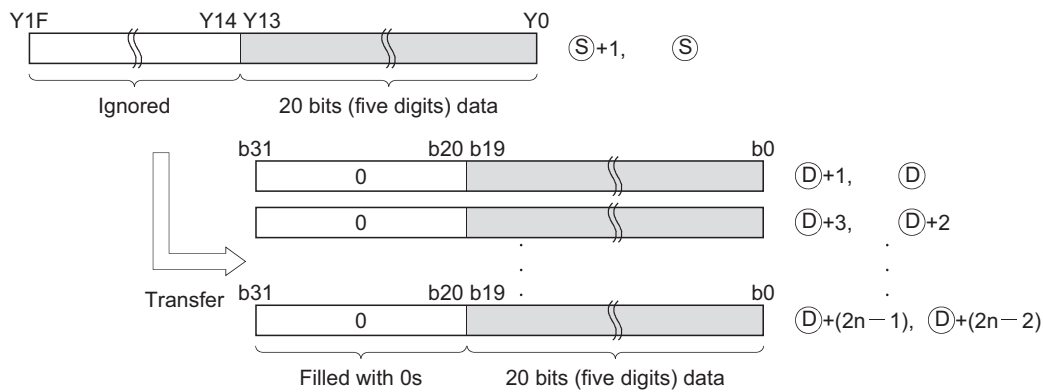 Y1F Y14 Y13 Y0
Ⓢ+1, Ⓢ
Ignored 20 bits (five digits) data
b31 b20 b19 b0
0 Ⓓ+1, Ⓓ
0 Ⓓ+3, Ⓓ+2
Transfer
b31 b20 b19 b0
0 Ⓓ+(2n－1), Ⓓ+(2n－2)
Filled with 0s 20 bits (five digits) data